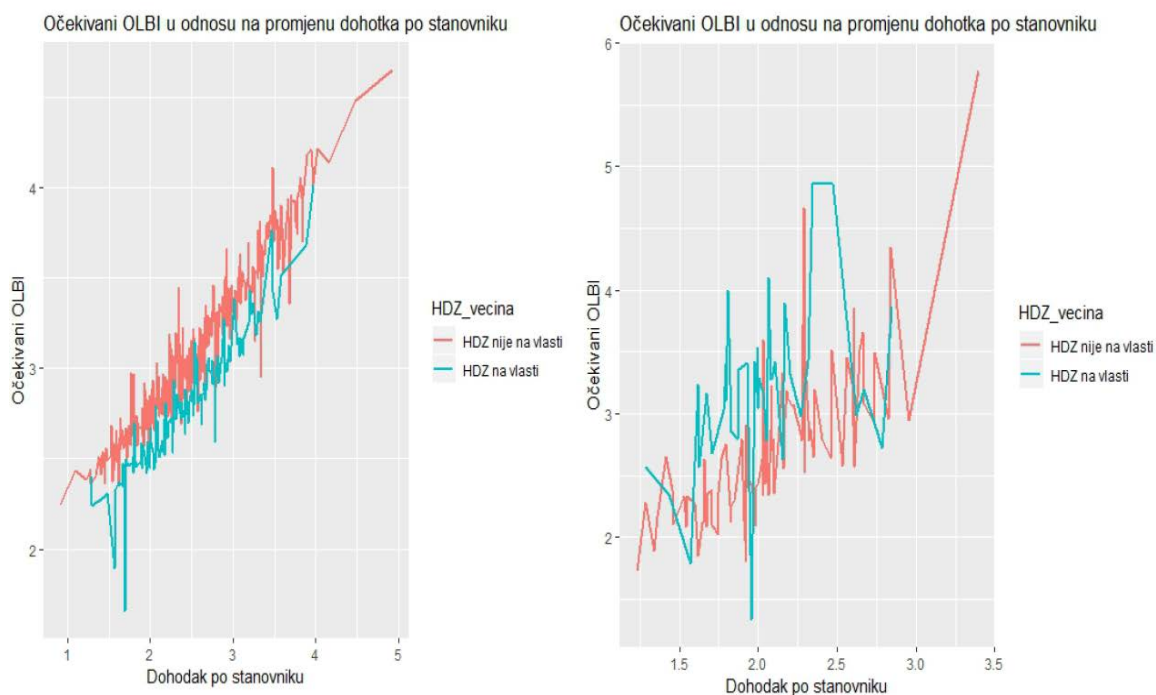 Očekivani OLBI u odnosu na promjenu dohotka po stanovniku
Očekivani OLBI
4
3
2
1
2
3
4
5
Dohodak po stanovniku
HDZ_vecina
HDZ nije na vlasti
HDZ na vlasti
Očekivani OLBI u odnosu na promjenu dohotka po stanovniku
Očekivani OLBI
6
5
4
3
2
1.5
2.0
2.5
3.0
3.5
Dohodak po stanovniku
HDZ_vecina
HDZ nije na vlasti
HDZ na vlasti